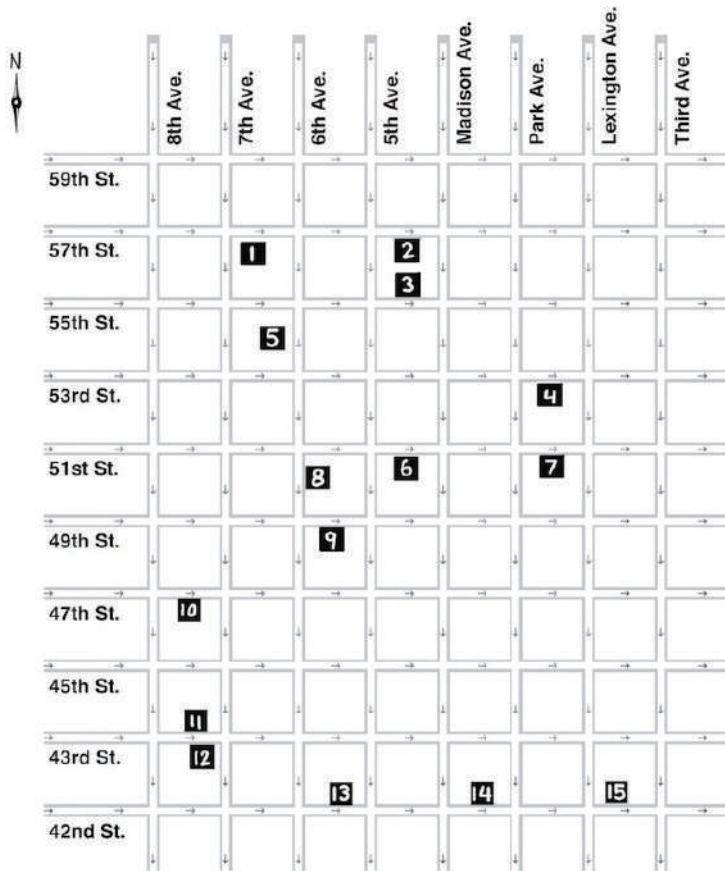 N
8th Ave.
7th Ave.
6th Ave.
5th Ave.
Madison Ave.
Park Ave.
Lexington Ave.
Third Ave.
59th St.
57th St.
1
2
3
55th St.
5
53rd St.
4
51st St.
8
6
7
49th St.
9
47th St.
10
45th St.
11
43rd St.
12
13
14
15
42nd St.